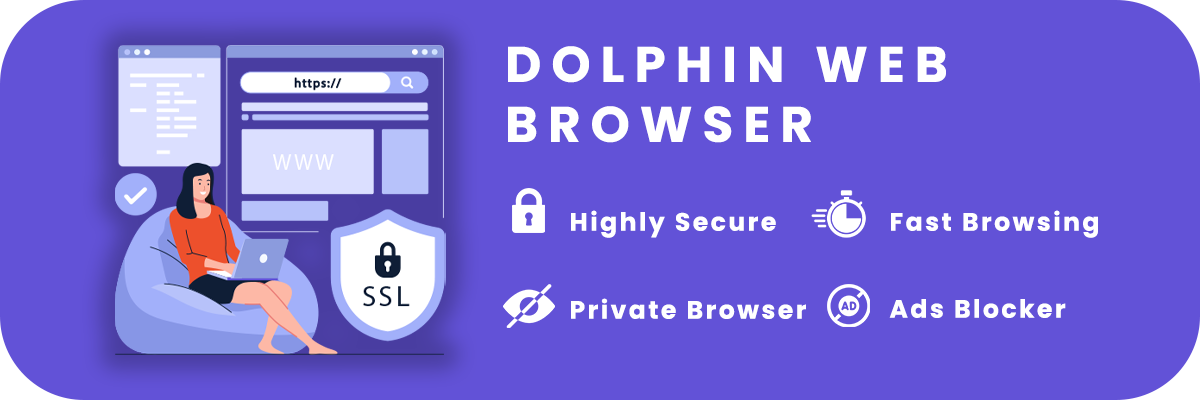 https://
WWW
SSL
DOLPHIN WEB
BROWSER
Highly Secure
Fast Browsing
Private Browser
AD
Ads Blocker